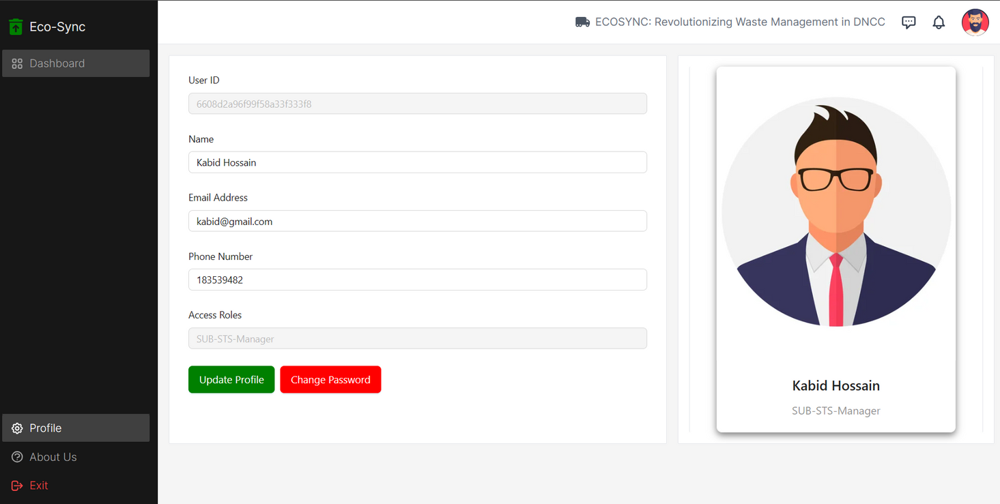 Eco-Sync
Dashboard
Profile
About Us
Exit
ECOSYNC: Revolutionizing Waste Management in DNCC
User ID
6608d2a96f99f58a33f333f8
Name
Kabid Hossain
Email Address
kabid@gmail.com
Phone Number
183539482
Access Roles
SUB-STS-Manager
Update Profile Change Password
Kabid Hossain
SUB-STS-Manager